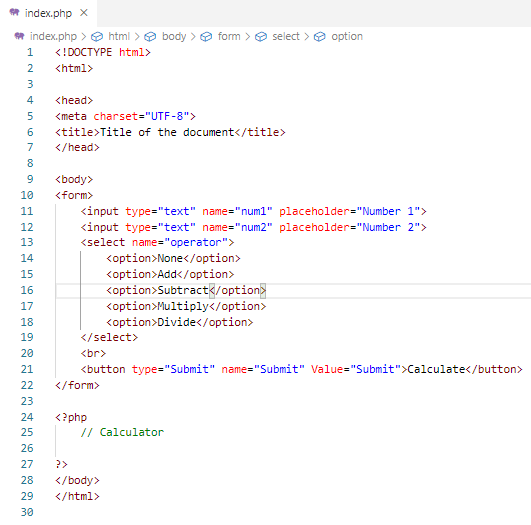 index.php ×
index.php > html > body > form > select > option
1 <!DOCTYPE html>
2 <html>
3
4 <head>
5 <meta charset="UTF-8">
6 <title>Title of the document</title>
7 </head>
8
9 <body>
10 <form>
11     <input type="text" name="num1" placeholder="Number 1">
12     <input type="text" name="num2" placeholder="Number 2">
13     <select name="operator">
14         <option>None</option>
15         <option>Add</option>
16         <option>Subtract</option>
17         <option>Multiply</option>
18         <option>Divide</option>
19     </select>
20     <br>
21     <button type="Submit" name="Submit" Value="Submit">Calculate</button>
22 </form>
23
24 <?php
25     // Calculator
26
27 ?>
28 </body>
29 </html>
30